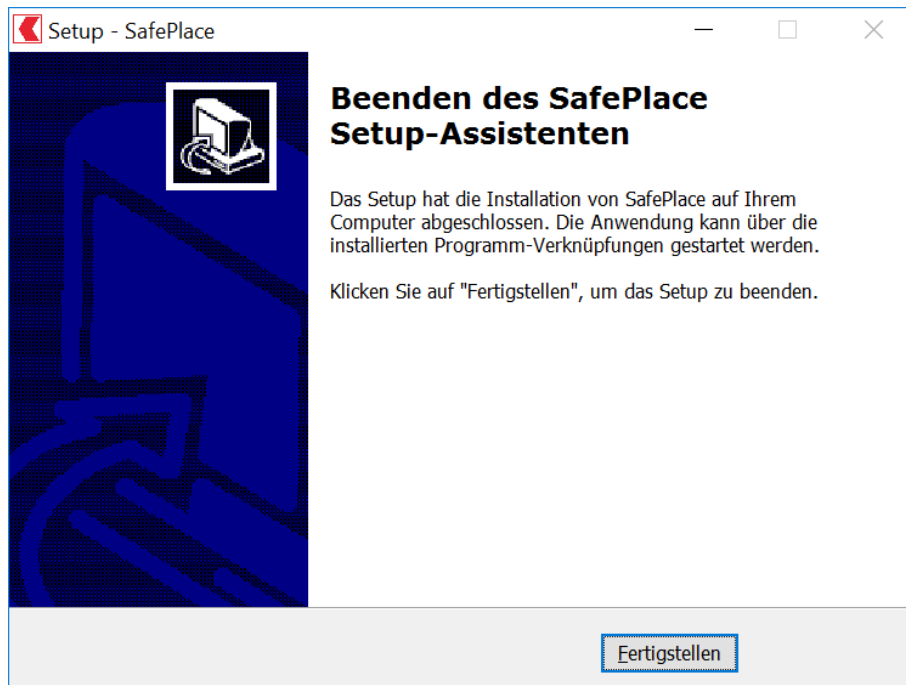 Setup - SafePlace
Beenden des SafePlace
Setup-Assistenten
Das Setup hat die Installation von SafePlace auf Ihrem
Computer abgeschlossen. Die Anwendung kann über die
installierten Programm-Verknüpfungen gestartet werden.
Klicken Sie auf "Fertigstellen", um das Setup zu beenden.
Fertigstellen